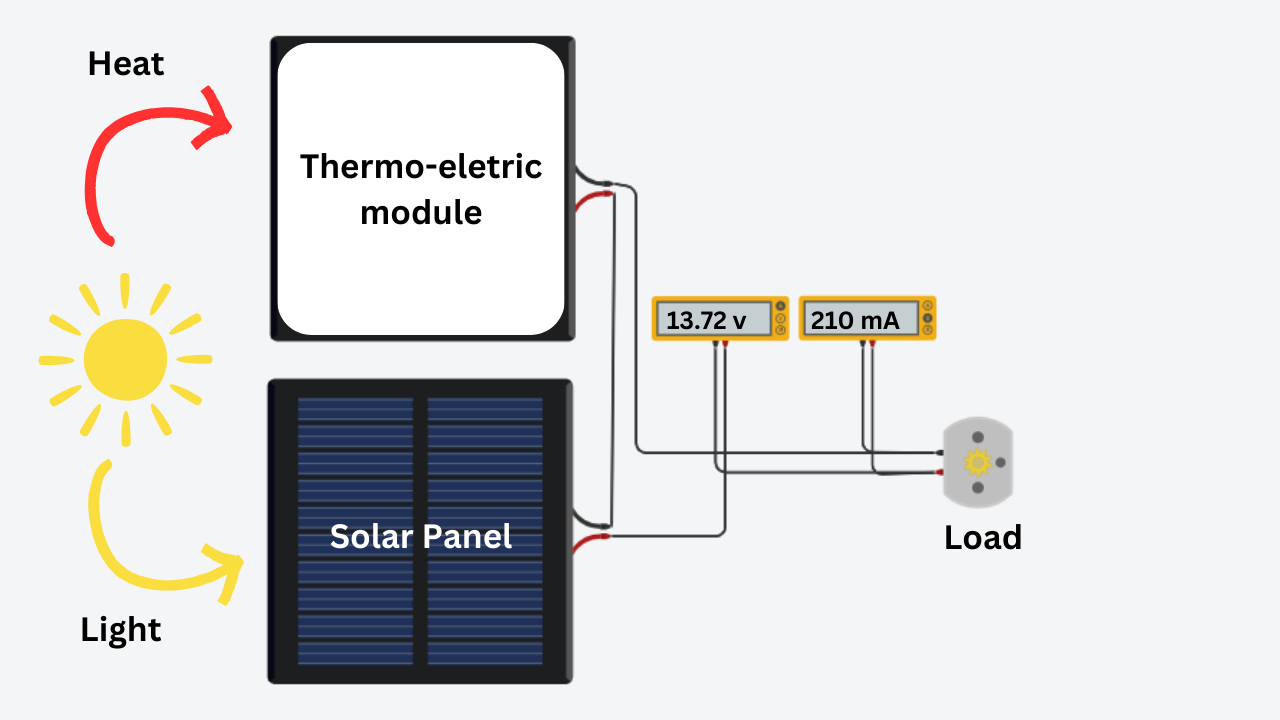 Heat
Thermo-eletric
module
13.72 v
210 mA
Solar Panel
Load
Light